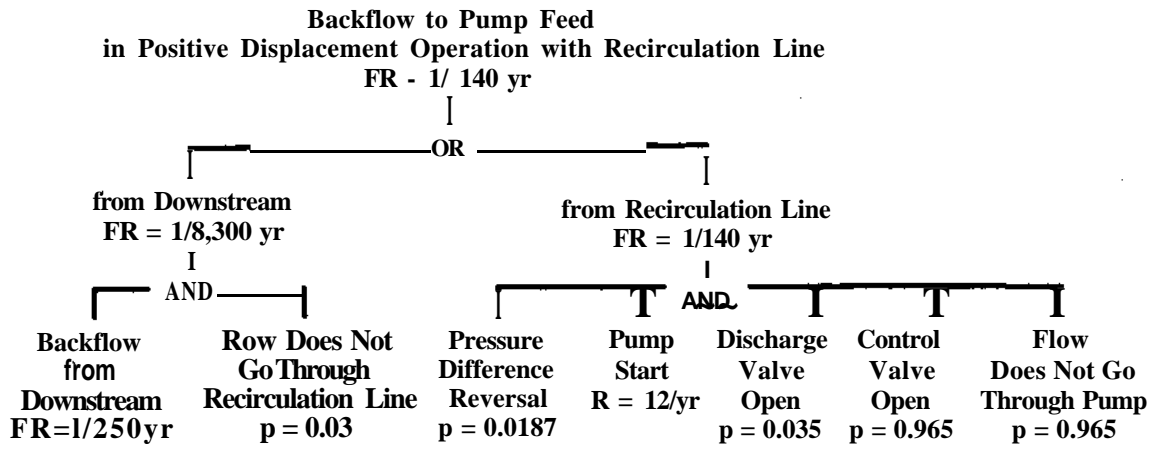 Backflow to Pump Feed
in Positive Displacement Operation with Recirculation Line
FR - 1/ 140 yr
OR
from Downstream
FR = 1/8,300 yr
from Recirculation Line
FR = 1/140 yr
AND
AND
Backflow
from
Downstream
FR=l/250yr
Row Does Not
Go Through
Recirculation Line
p = 0.03
Pressure
Difference
Reversal
p = 0.0187
Pump
Start
R = 12/yr
Discharge
Valve
Open
p = 0.035
Control
Valve
Open
p = 0.965
Flow
Does Not Go
Through Pump
p = 0.965